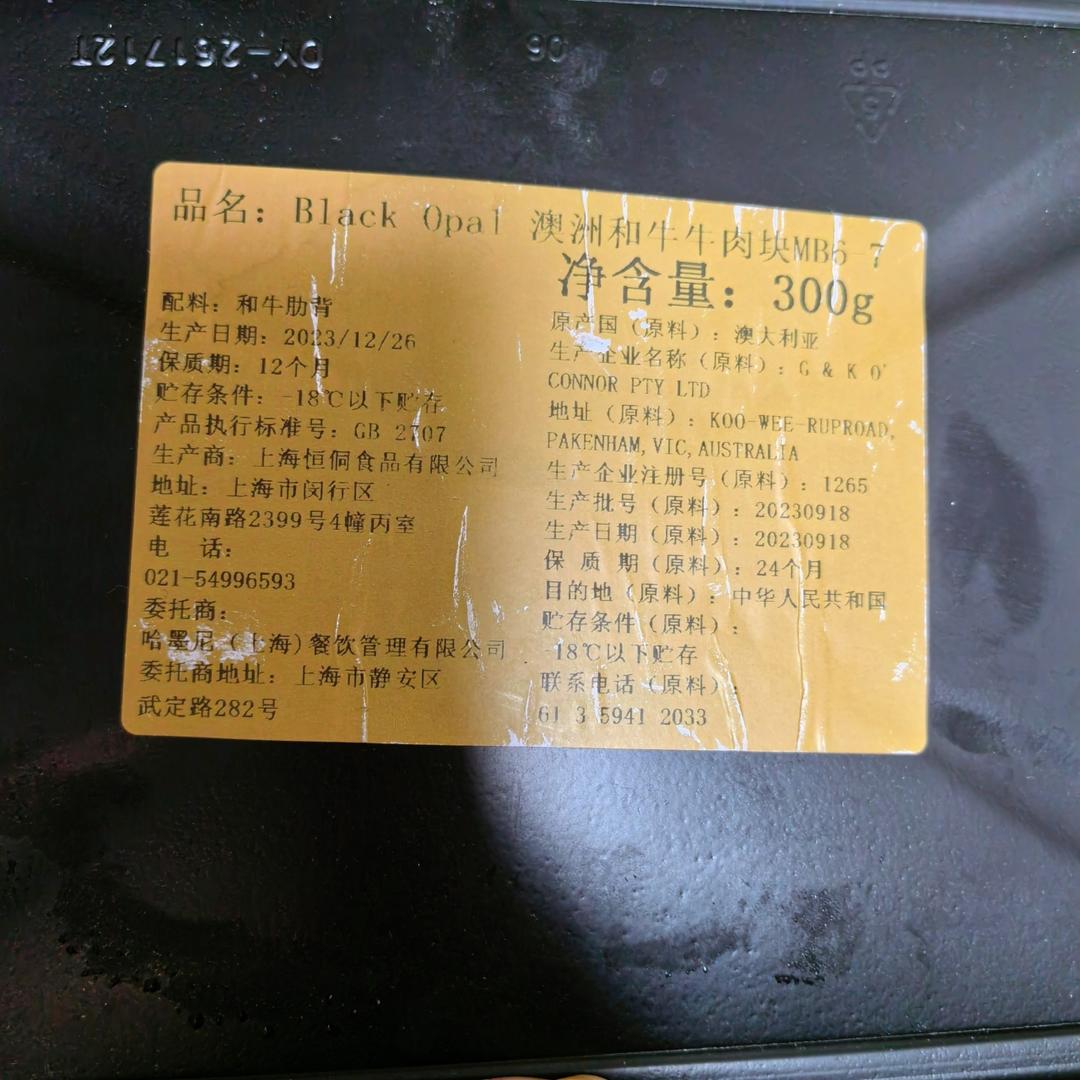 DY-251712T
06
PP
品名：Black Opal 澳洲和牛牛肉块MB6-7
净含量：300g
配料：和牛肋背
生产日期：2023/12/26
保质期：12个月
贮存条件：-18℃以下贮存
产品执行标准号：GB 2707
生产商：上海恒侗食品有限公司
地址：上海市闵行区
莲花南路2399号4幢丙室
电 话：
021-54996593
委托商：
哈墨尼（上海）餐饮管理有限公司
委托商地址：上海市静安区
武定路282号
原产国（原料）：澳大利亚
生产企业名称（原料）：G & K O'
CONNOR PTY LTD
地址（原料）：KOO-WEE-RUPROAD,
PAKENHAM,VIC,AUSTRALIA
生产企业注册号（原料）：1265
生产批号（原料）：20230918
生产日期（原料）：20230918
保 质 期（原料）：24个月
目的地（原料）：中华人民共和国
贮存条件（原料）：
-18℃以下贮存
联系电话（原料）：
61 3 5941 2033